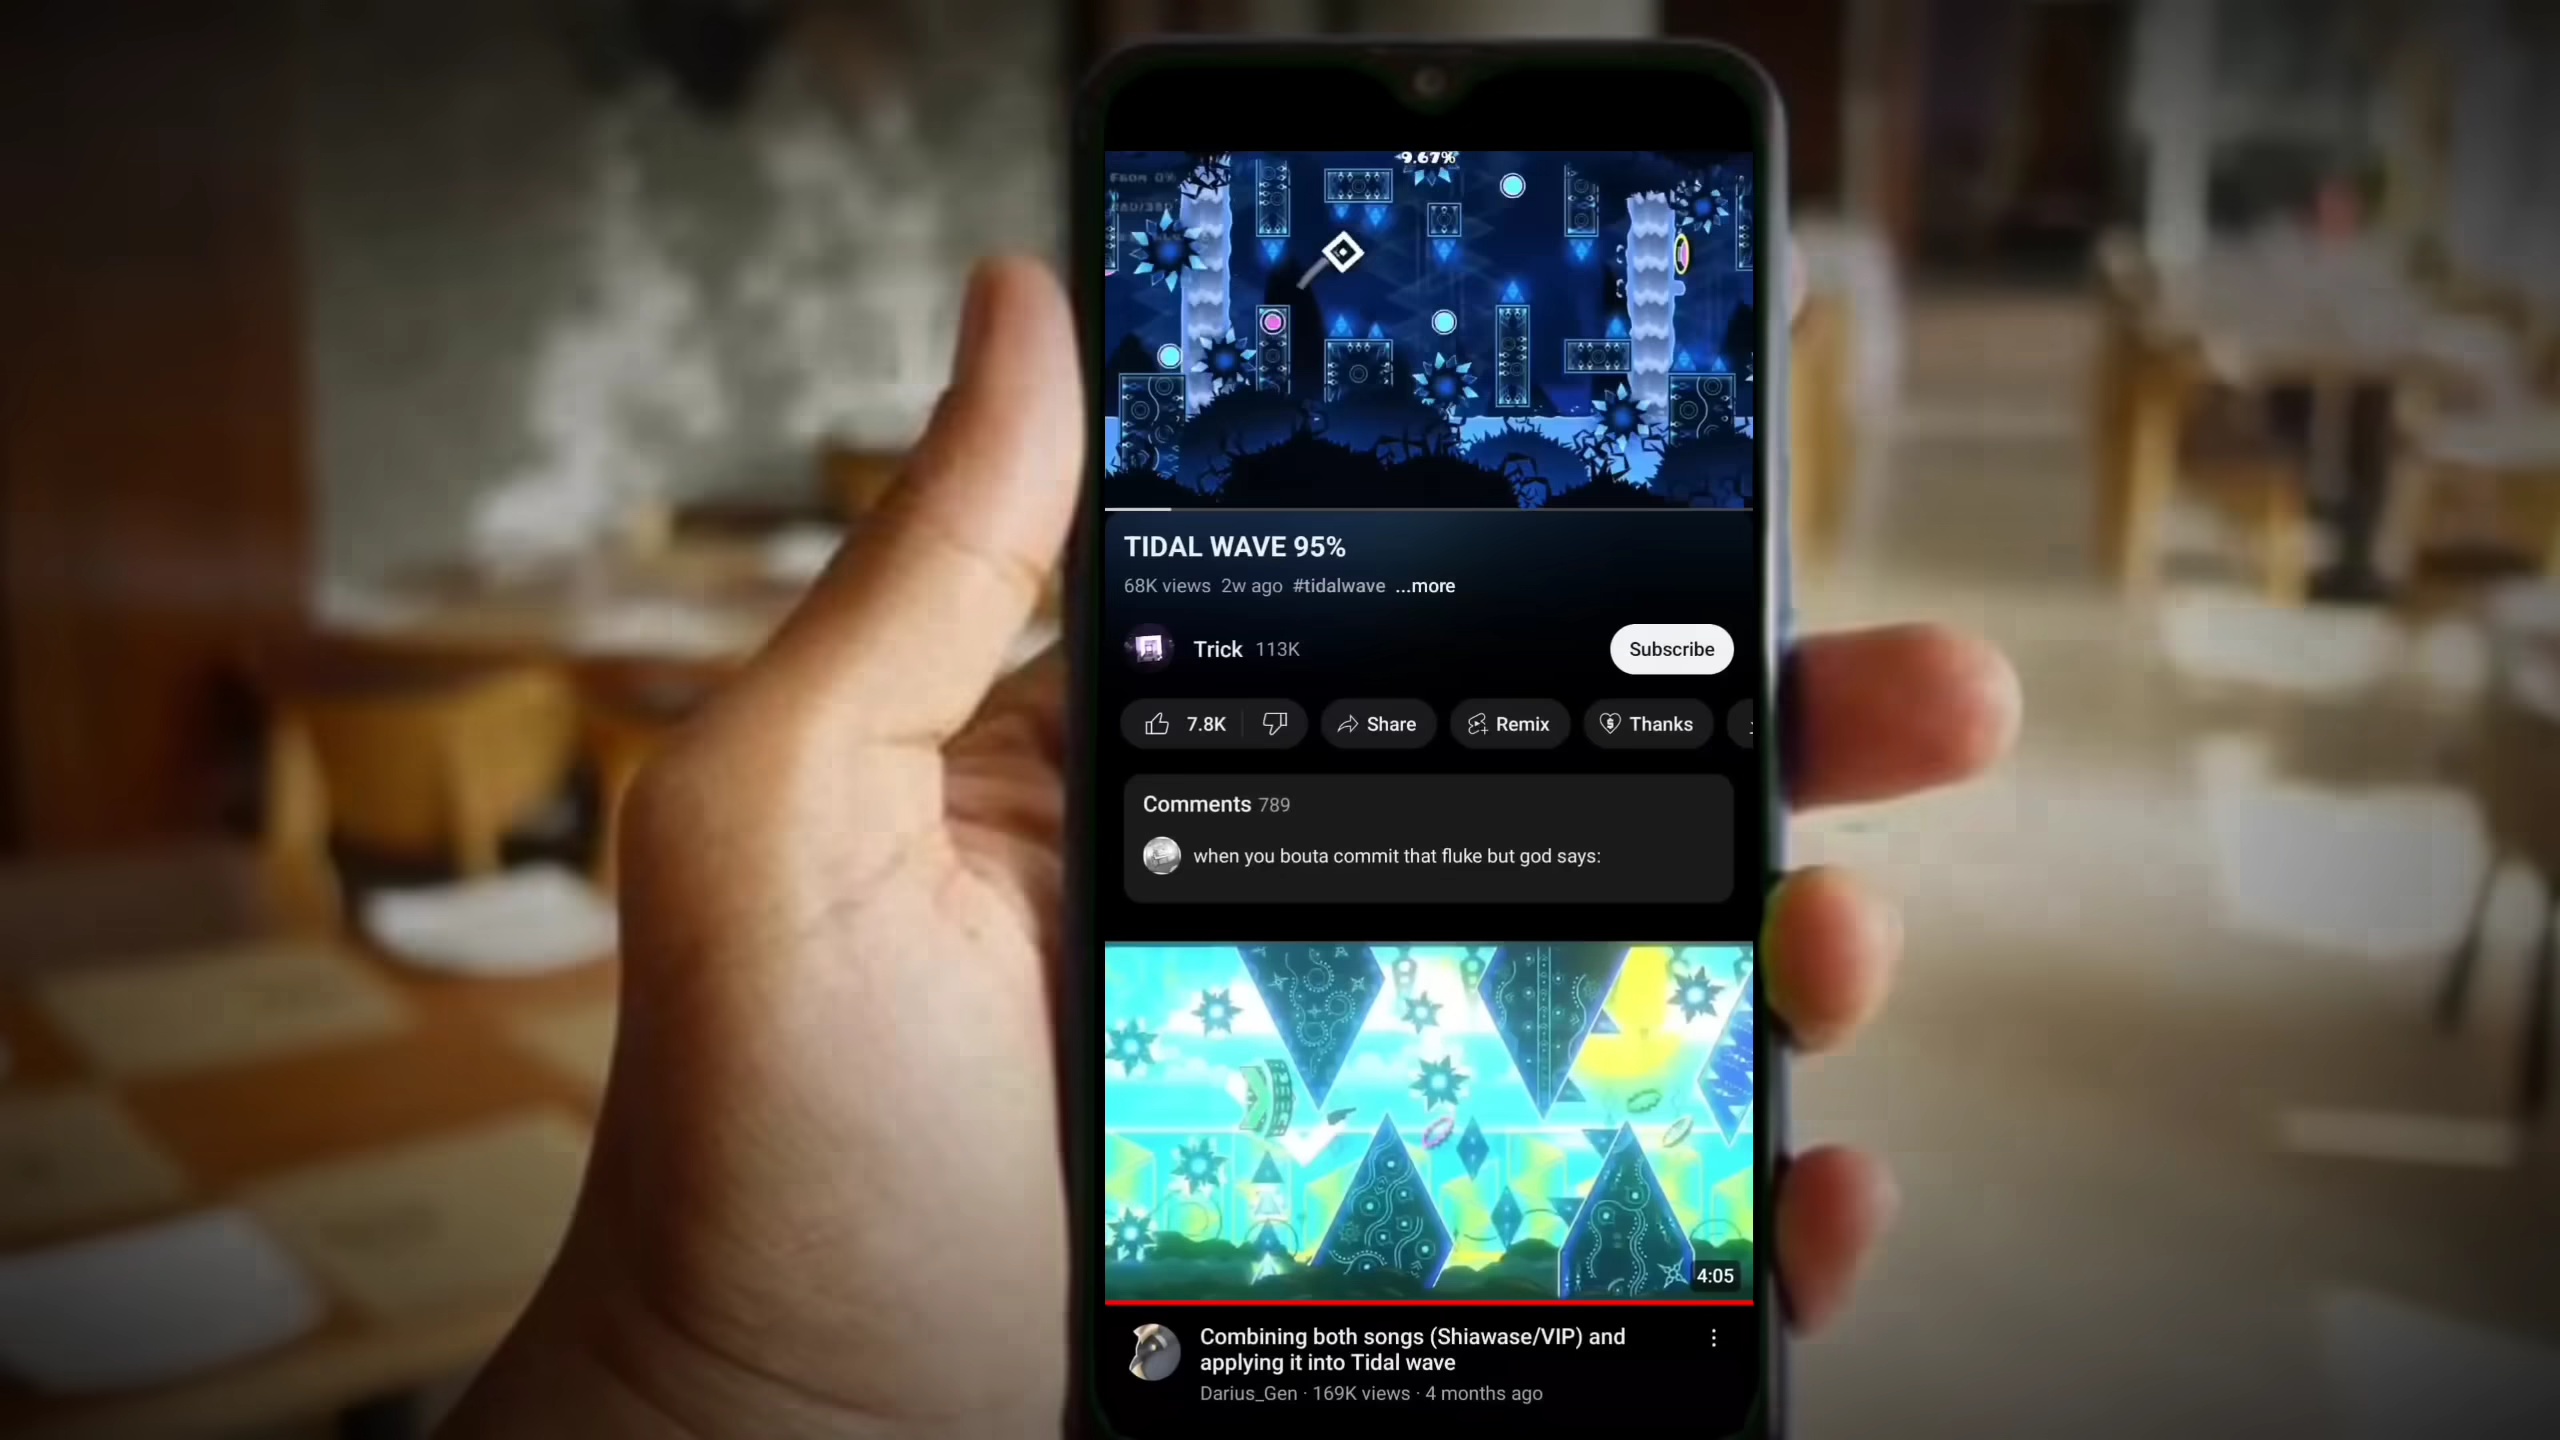 9.67%
FROM 0%
TIDAL WAVE 95%
68K views 2w ago #tidalwave ...more
Trick 113K
Subscribe
7.8K
Share
Remix
Thanks
Comments 789
when you bouta commit that fluke but god says:
4:05
Combining both songs (Shiawase/VIP) and
applying it into Tidal wave
Darius_Gen · 169K views · 4 months ago